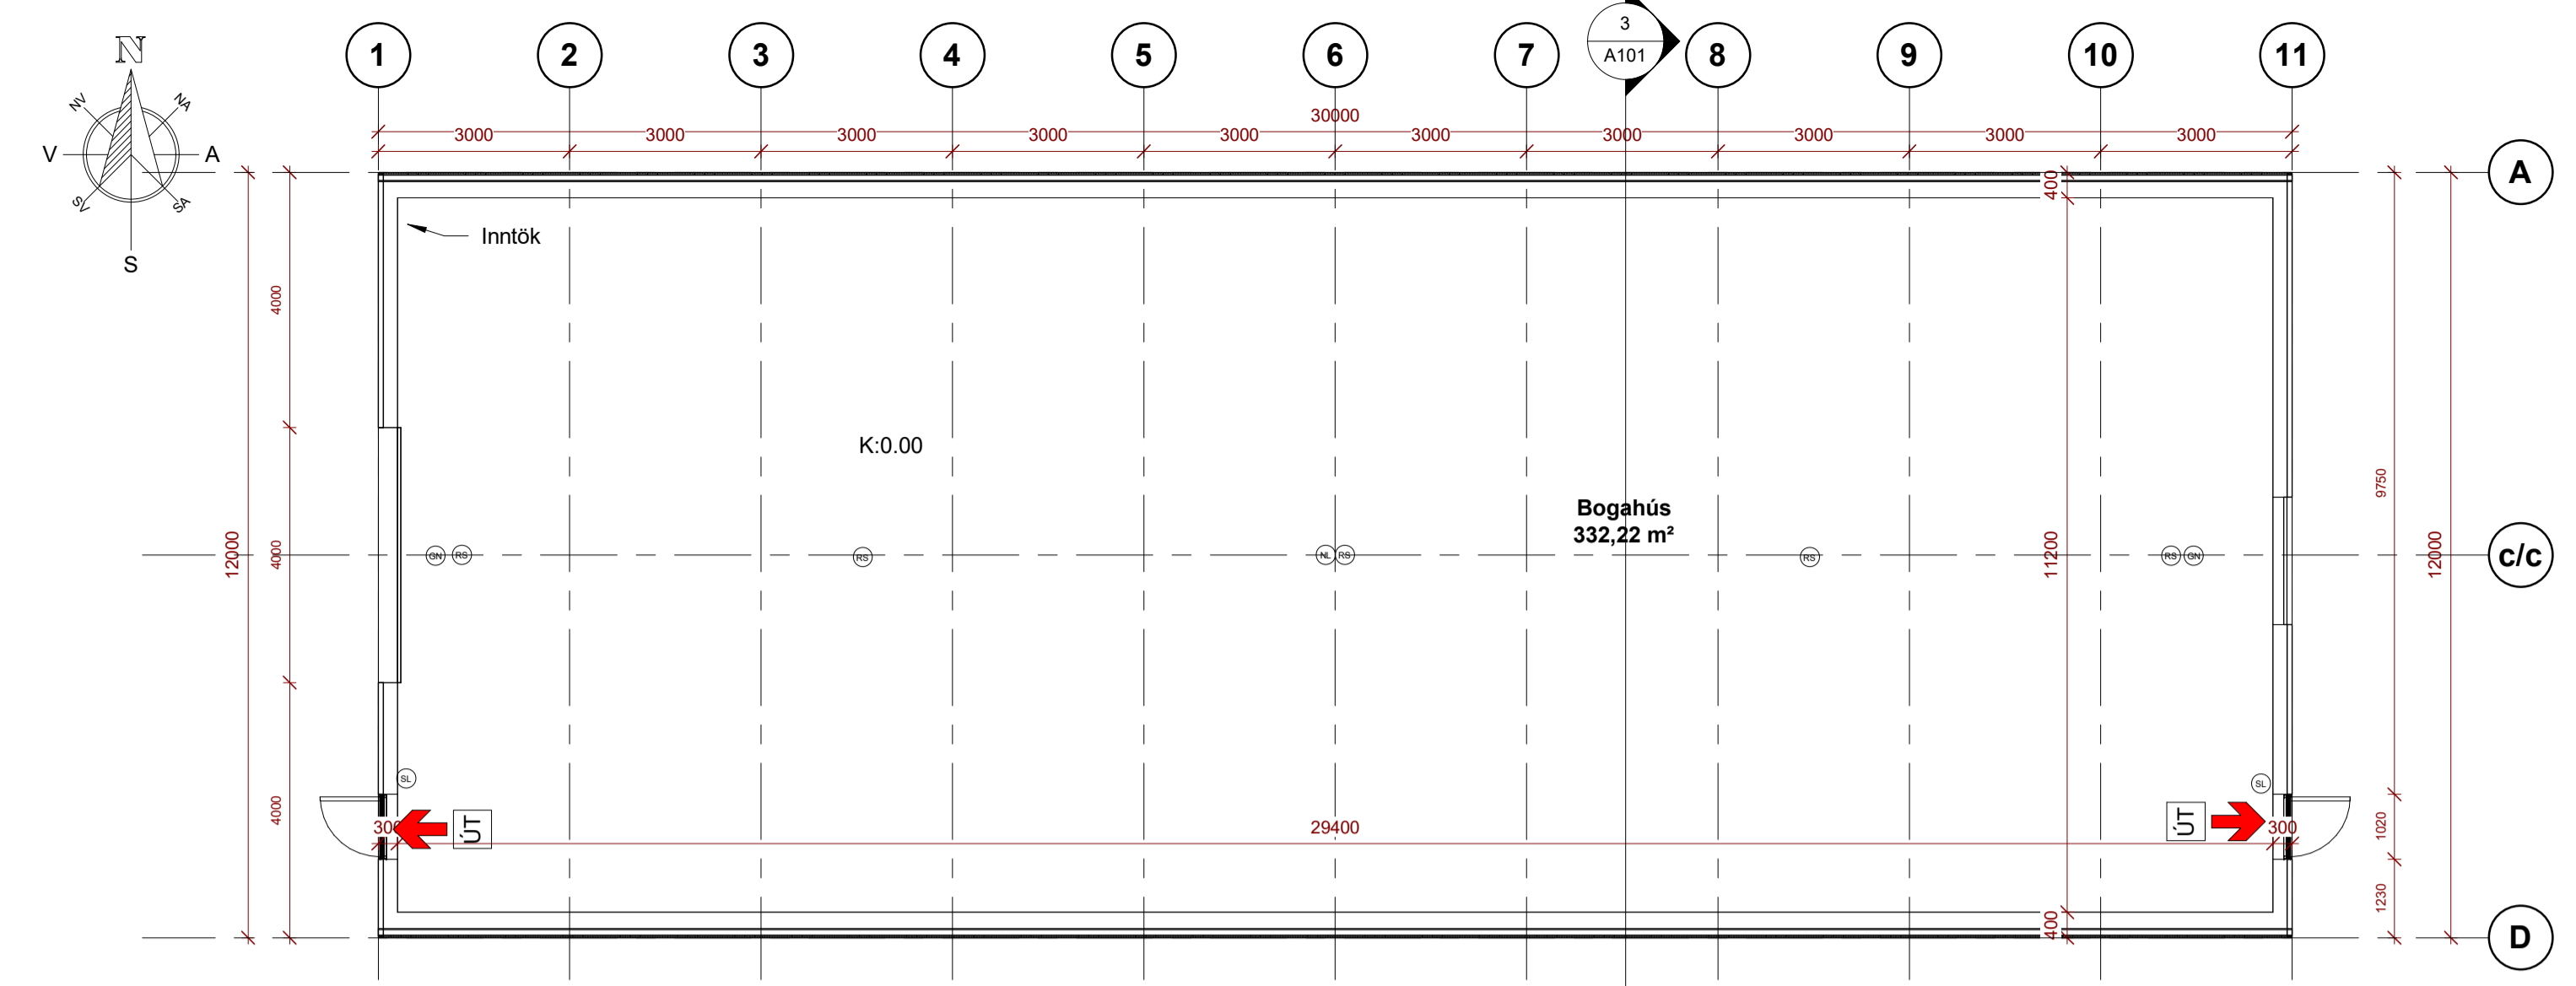 1 2 3 4 5 6 7 8 9 10 11
3
A101
N
NV NA
V A
SV SA
S
30000
3000 3000 3000 3000 3000 3000 3000 3000 3000 3000
A
400
Inntök
4000
K:0.00
9750
Bogahús
332,22 m²
12000
4000
GN RS RS NL RS RS RS GN
11200
12000
c/c
SL SL
4000
300 ÚT
29400
ÚT 300
1020
1230
400
D